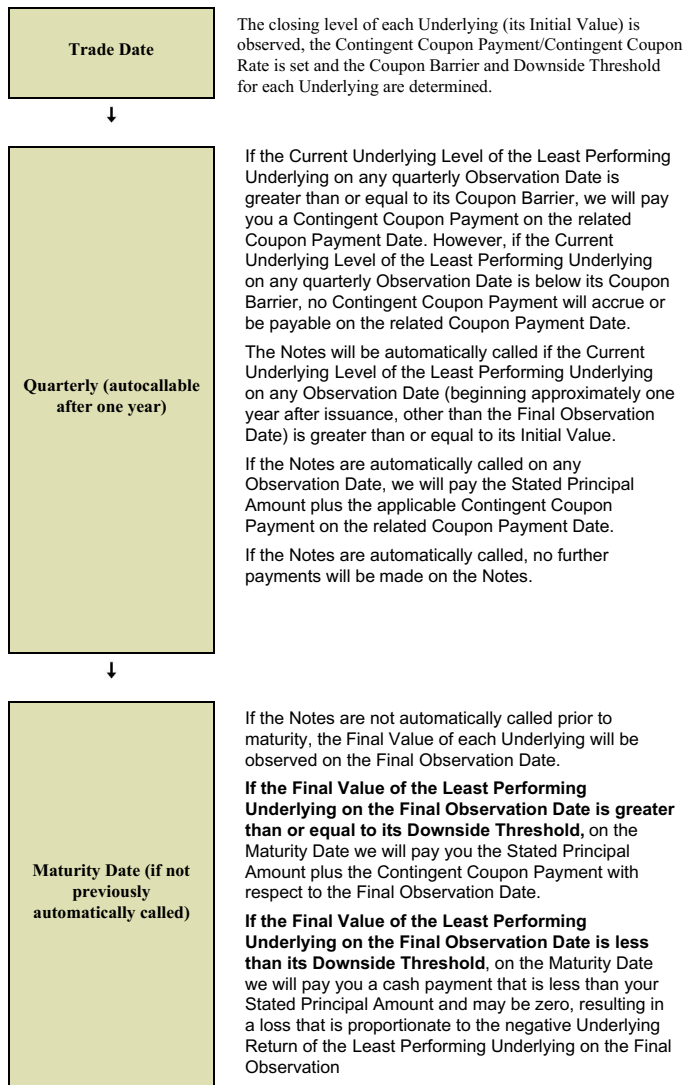 Trade Date
The closing level of each Underlying (its Initial Value) is
observed, the Contingent Coupon Payment/Contingent Coupon
Rate is set and the Coupon Barrier and Downside Threshold
for each Underlying are determined.
Quarterly (autocallable
after one year)
If the Current Underlying Level of the Least Performing
Underlying on any quarterly Observation Date is
greater than or equal to its Coupon Barrier, we will pay
you a Contingent Coupon Payment on the related
Coupon Payment Date. However, if the Current
Underlying Level of the Least Performing Underlying
on any quarterly Observation Date is below its Coupon
Barrier, no Contingent Coupon Payment will accrue or
be payable on the related Coupon Payment Date.
The Notes will be automatically called if the Current
Underlying Level of the Least Performing Underlying
on any Observation Date (beginning approximately one
year after issuance, other than the Final Observation
Date) is greater than or equal to its Initial Value.
If the Notes are automatically called on any
Observation Date, we will pay the Stated Principal
Amount plus the applicable Contingent Coupon
Payment on the related Coupon Payment Date.
If the Notes are automatically called, no further
payments will be made on the Notes.
Maturity Date (if not
previously
automatically called)
If the Notes are not automatically called prior to
maturity, the Final Value of each Underlying will be
observed on the Final Observation Date.
If the Final Value of the Least Performing
Underlying on the Final Observation Date is greater
than or equal to its Downside Threshold, on the
Maturity Date we will pay you the Stated Principal
Amount plus the Contingent Coupon Payment with
respect to the Final Observation Date.
If the Final Value of the Least Performing
Underlying on the Final Observation Date is less
than its Downside Threshold, on the Maturity Date
we will pay you a cash payment that is less than your
Stated Principal Amount and may be zero, resulting in
a loss that is proportionate to the negative Underlying
Return of the Least Performing Underlying on the Final
Observation